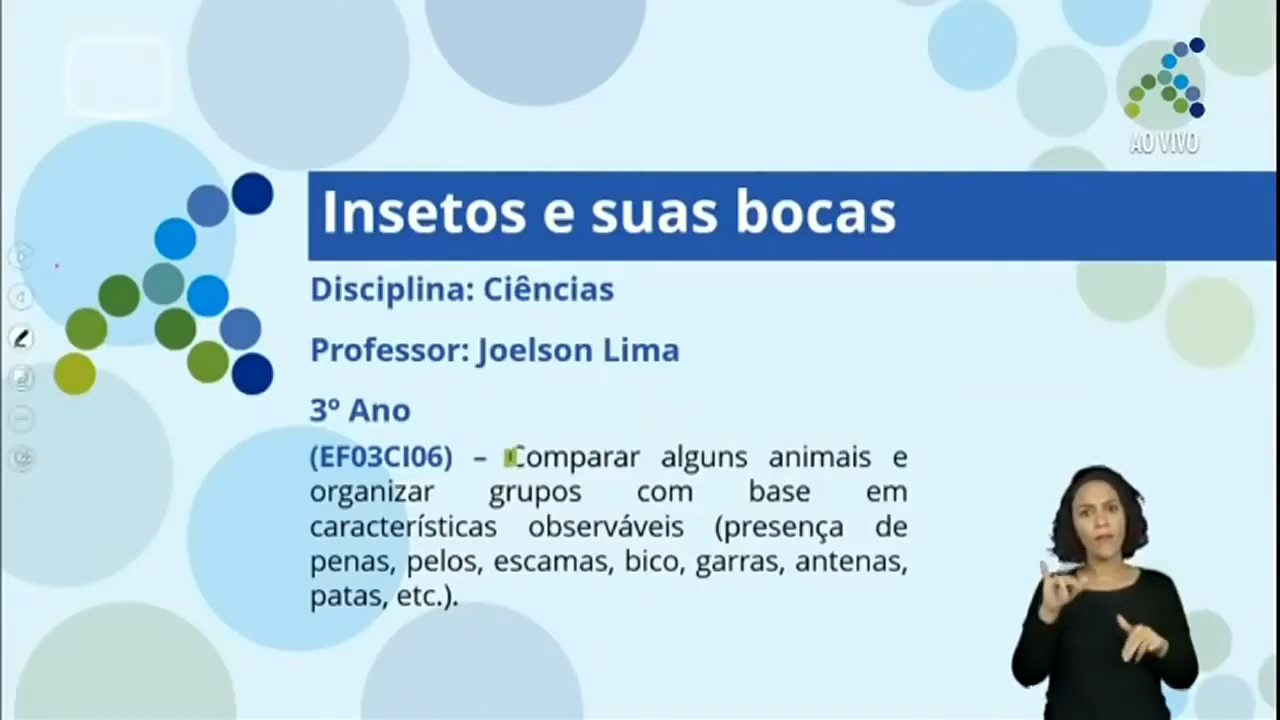 AO VIVO
Insetos e suas bocas
Disciplina: Ciências
Professor: Joelson Lima
3º Ano
(EF03CI06) – Comparar alguns animais e
organizar grupos com base em
características observáveis (presença de
penas, pelos, escamas, bico, garras, antenas,
patas, etc.).